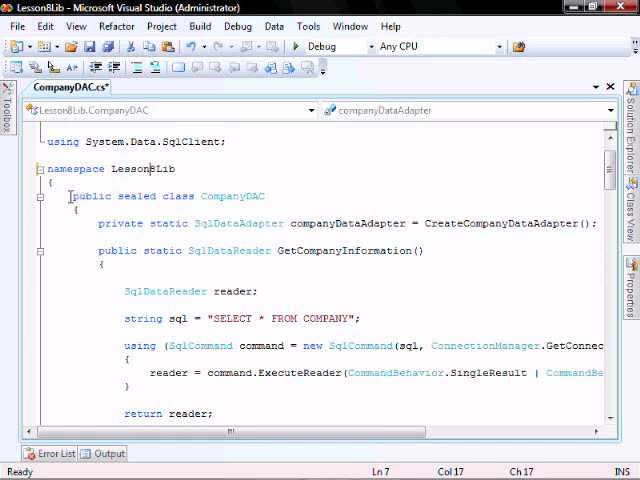 Lesson8Lib - Microsoft Visual Studio (Administrator)
File Edit View Refactor Project Build Debug Data Tools Window Help Adapter
Debug Any CPU
CompanyDAC.cs*
Lesson8Lib.CompanyDAC companyDataAdapter
using System.Data.SqlClient;
namespace Lesson8Lib
{
public sealed class CompanyDAC
{
private static SqlDataAdapter companyDataAdapter = CreateCompanyDataAdapter();
public static SqlDataReader GetCompanyInformation()
{
SqlDataReader reader;
string sql = "SELECT * FROM COMPANY";
using (SqlCommand command = new SqlCommand(sql, ConnectionManager.GetConnec
{
reader = command.ExecuteReader(CommandBehavior.SingleResult | CommandBe
}
return reader;
Toolbox
Solution Explorer
Class View
Properties
Error List Output
Ready Ln 7 Col 17 Ch 17 INS